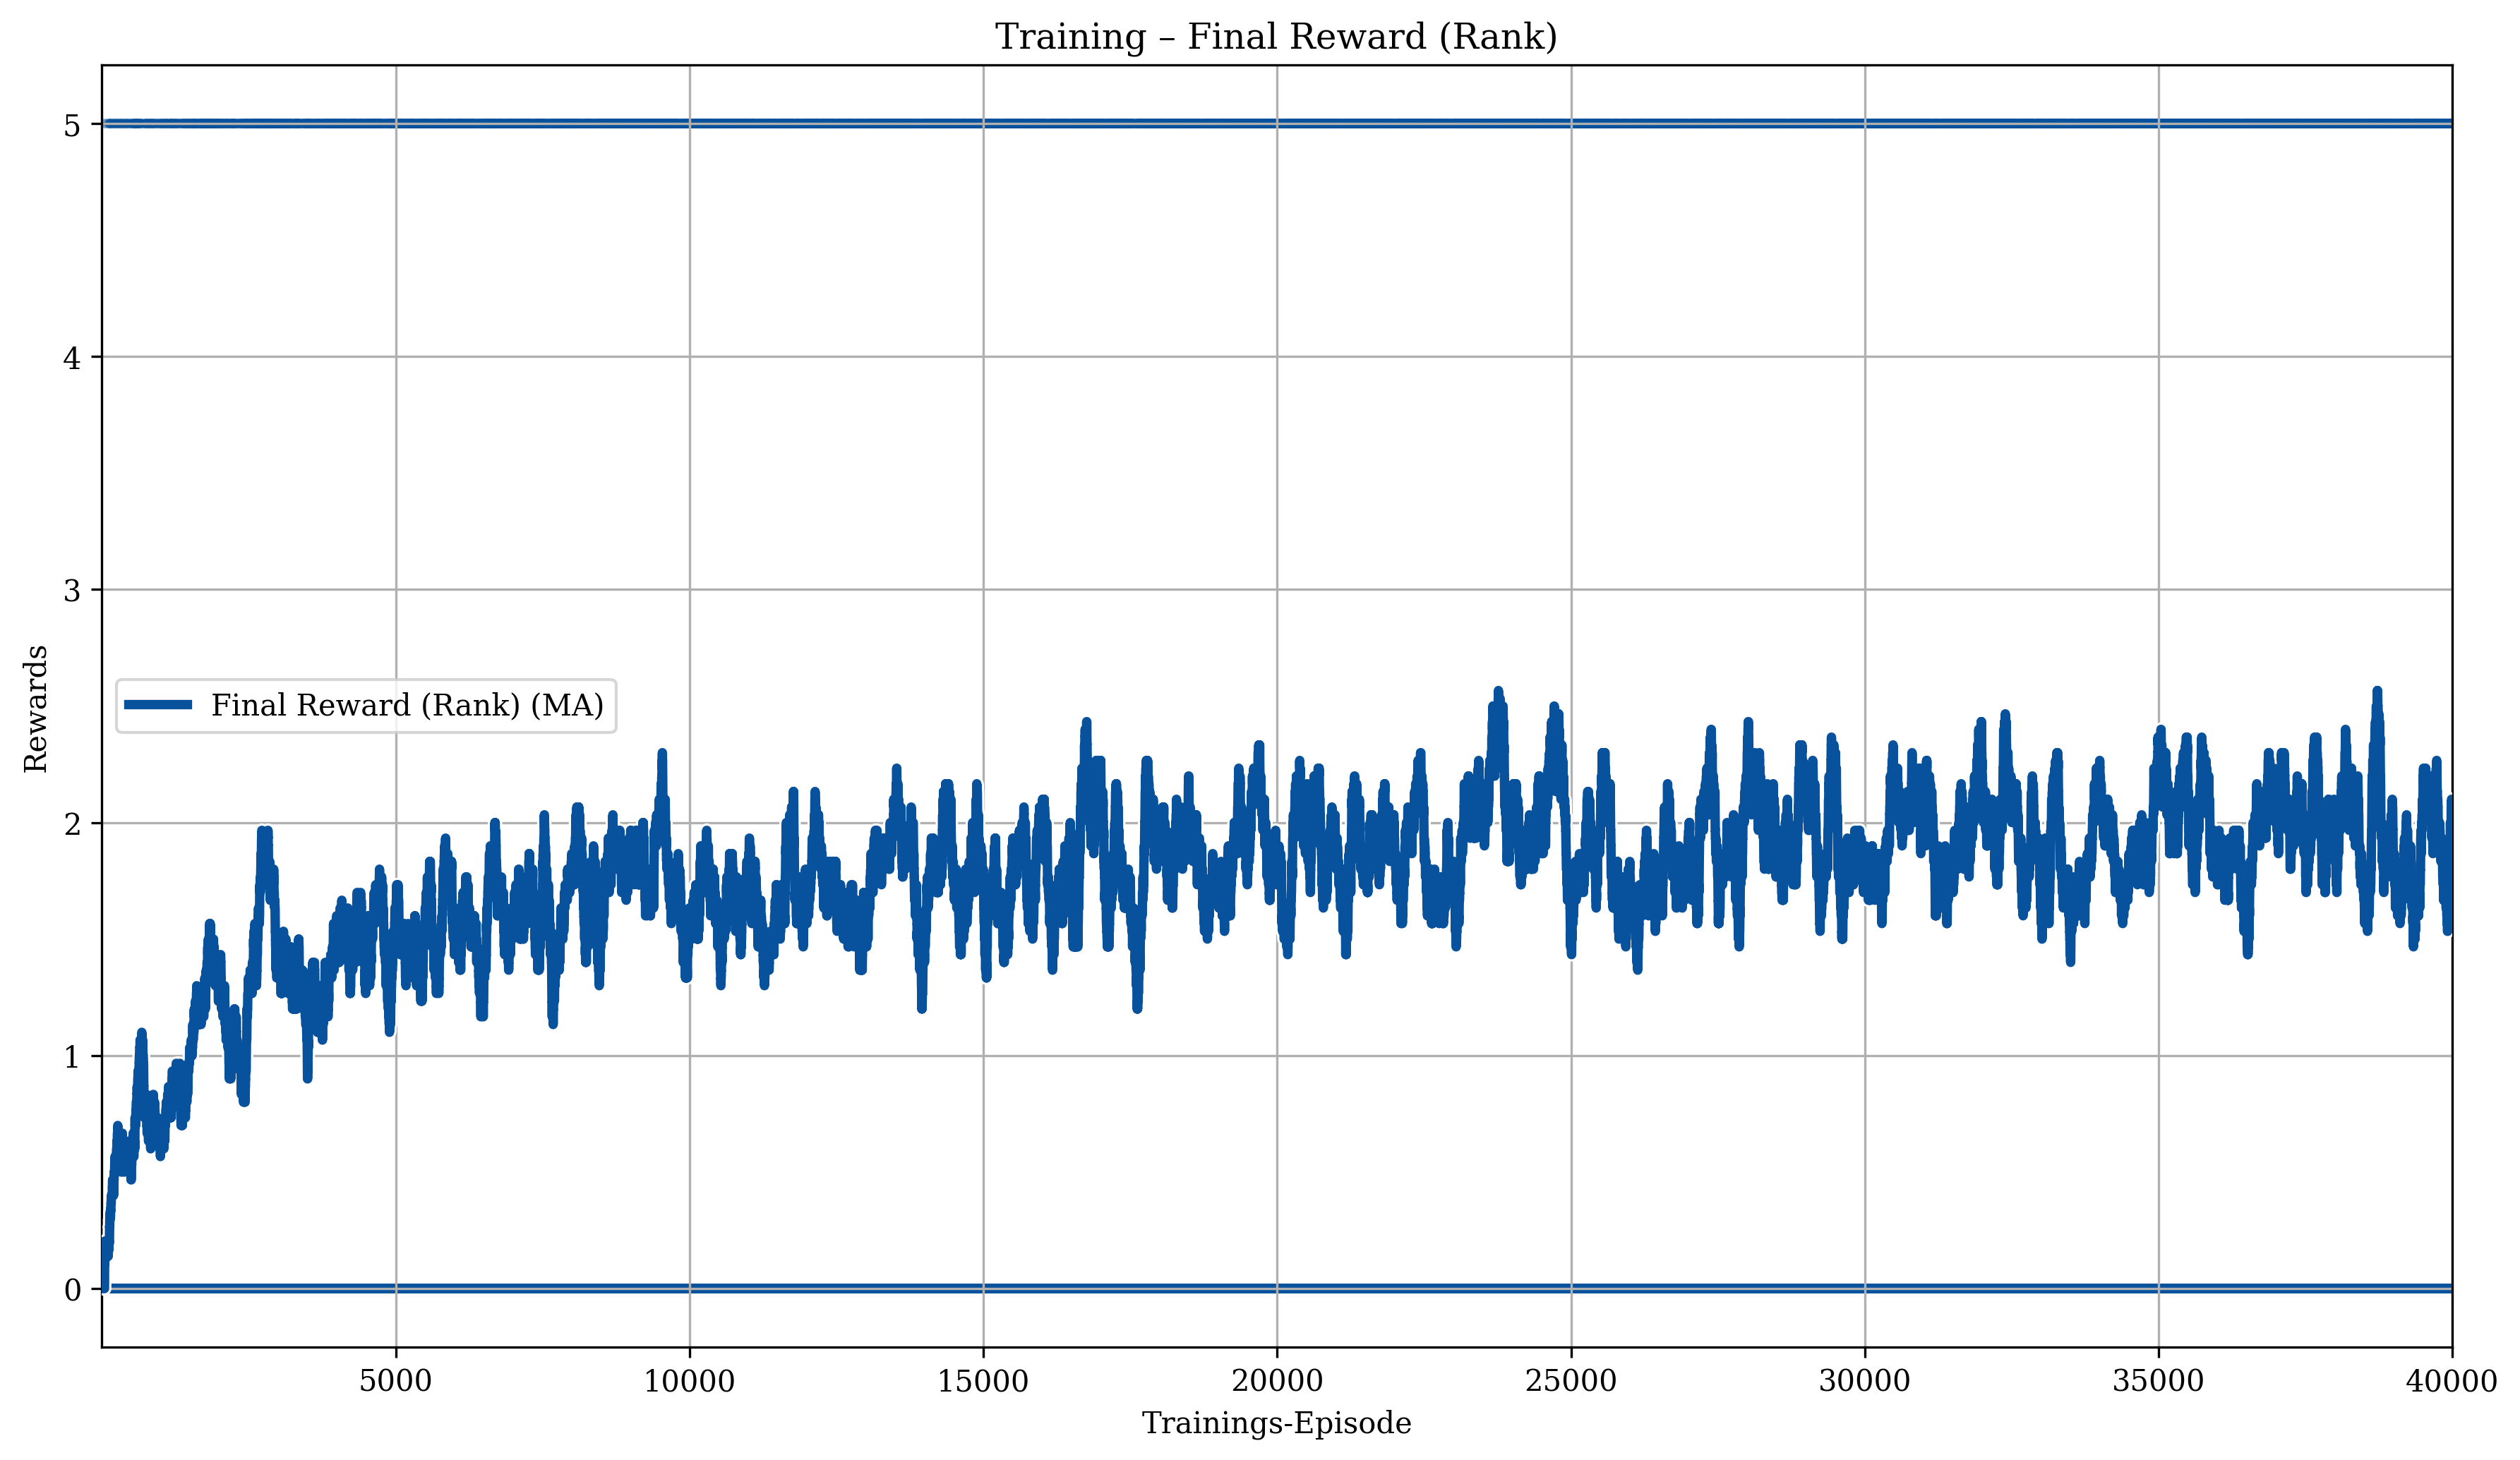 Training – Final Reward (Rank)
Rewards
5
4
3
2
1
0
Final Reward (Rank) (MA)
5000 10000 15000 20000 25000 30000 35000 40000
Trainings-Episode